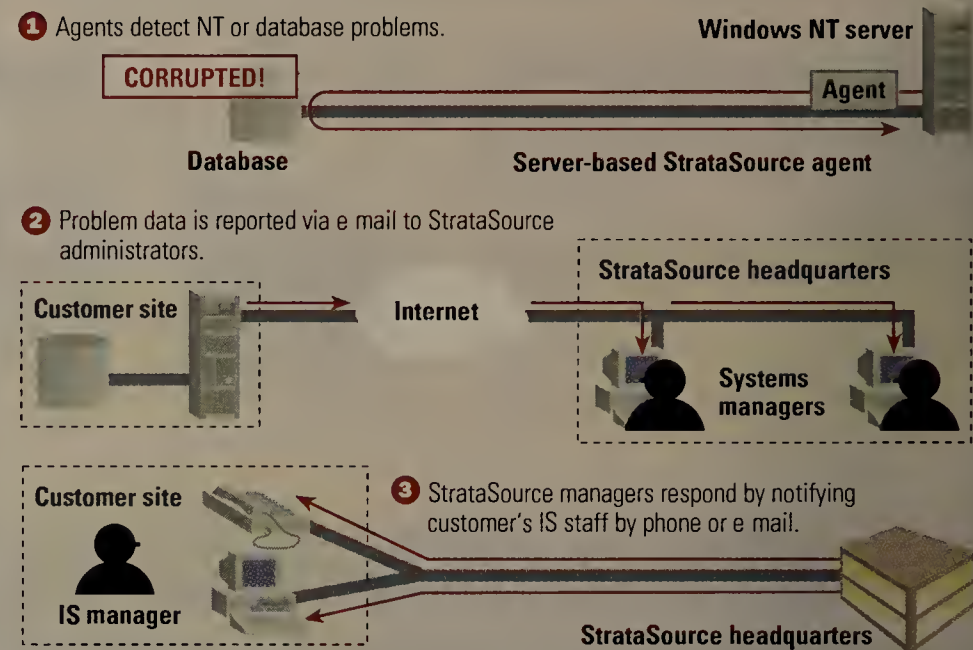 1 Agents detect NT or database problems.
Windows NT server
CORRUPTED!
Agent
Database
Server-based StrataSource agent
2 Problem data is reported via e mail to StrataSource
administrators.
StrataSource headquarters
Customer site
Internet
Systems
managers
Customer site
3 StrataSource managers respond by notifying
customer's IS staff by phone or e mail.
IS manager
StrataSource headquarters